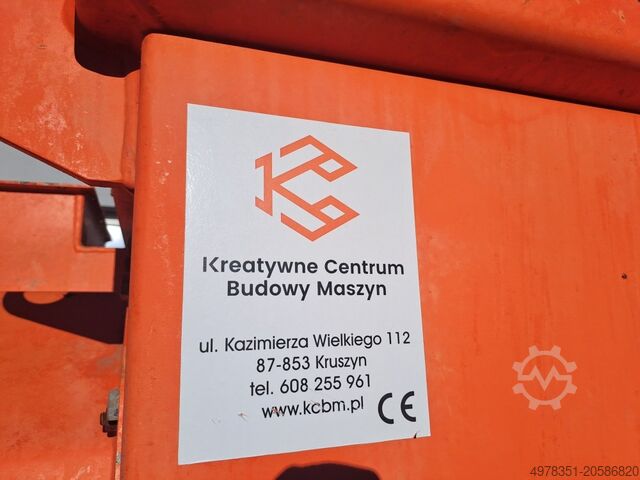 Kreatywne Centrum
Budowy Maszyn
ul. Kazimierza Wielkiego 112
87-853 Kruszyn
tel. 608 255 961
www.kcbm.pl
CE
4978351-20586820